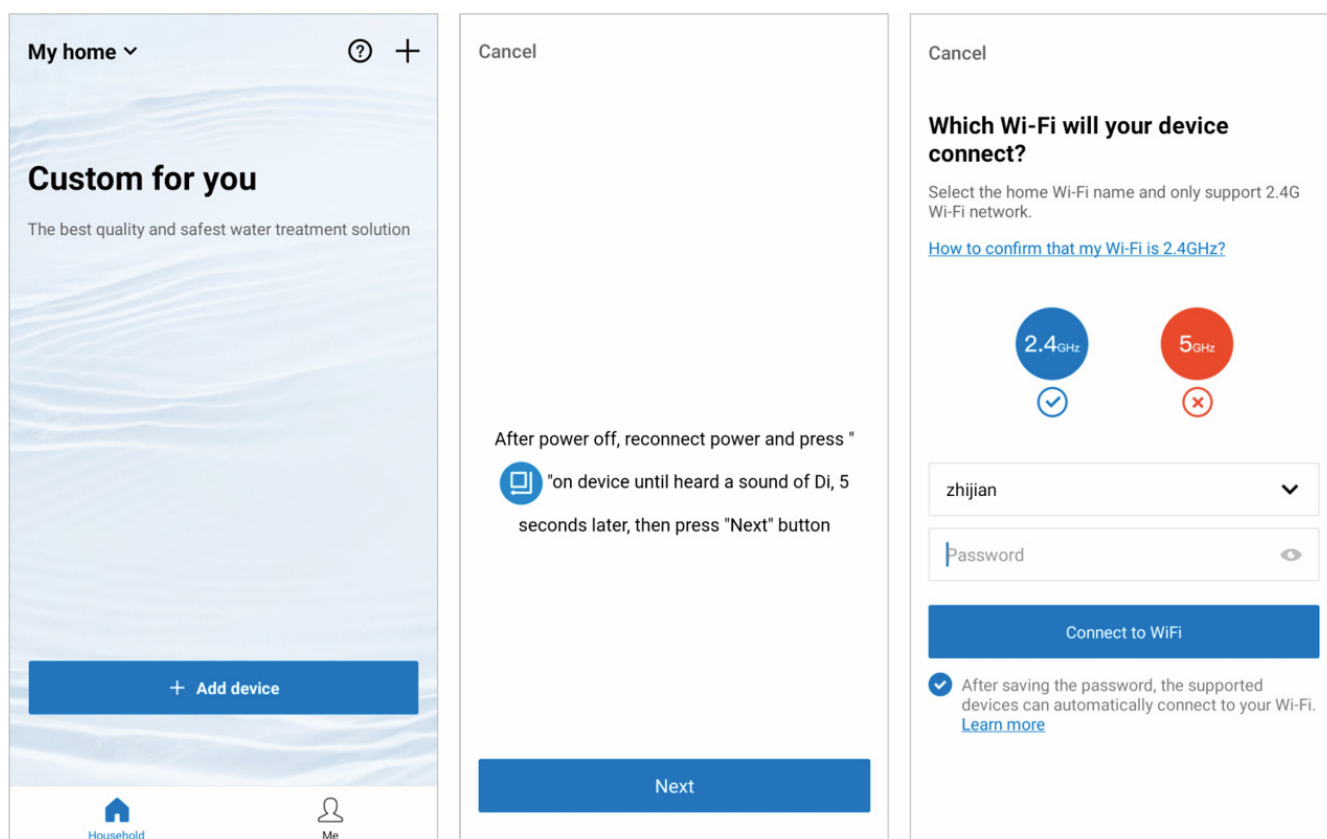 My home
Custom for you
The best quality and safest water treatment solution
+ Add device
Household
Me
Cancel
After power off, reconnect power and press "
"on device until heard a sound of Di, 5
seconds later, then press "Next" button
Next
Cancel
Which Wi-Fi will your device
connect?
Select the home Wi-Fi name and only support 2.4G
Wi-Fi network.
How to confirm that my Wi-Fi is 2.4GHz?
2.4GHz
5GHz
zhijian
Password
Connect to WiFi
After saving the password, the supported
devices can automatically connect to your Wi-Fi.
Learn more